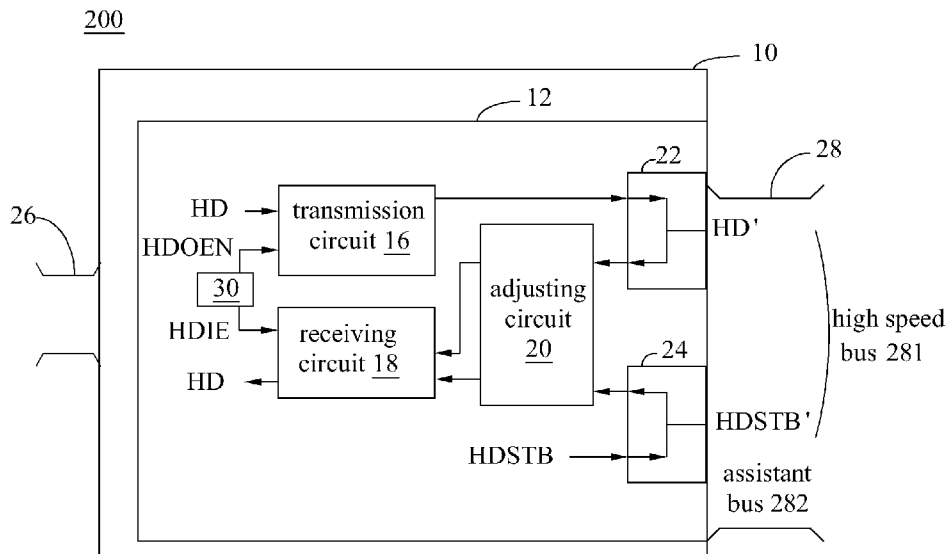 200
10
12
22
28
26
HD
transmission
circuit 16
HD'
HDOEN
30
adjusting
circuit
20
high speed
bus 281
HDIE
receiving
circuit 18
24
HD
HDSTB'
HDSTB
assistant
bus 282